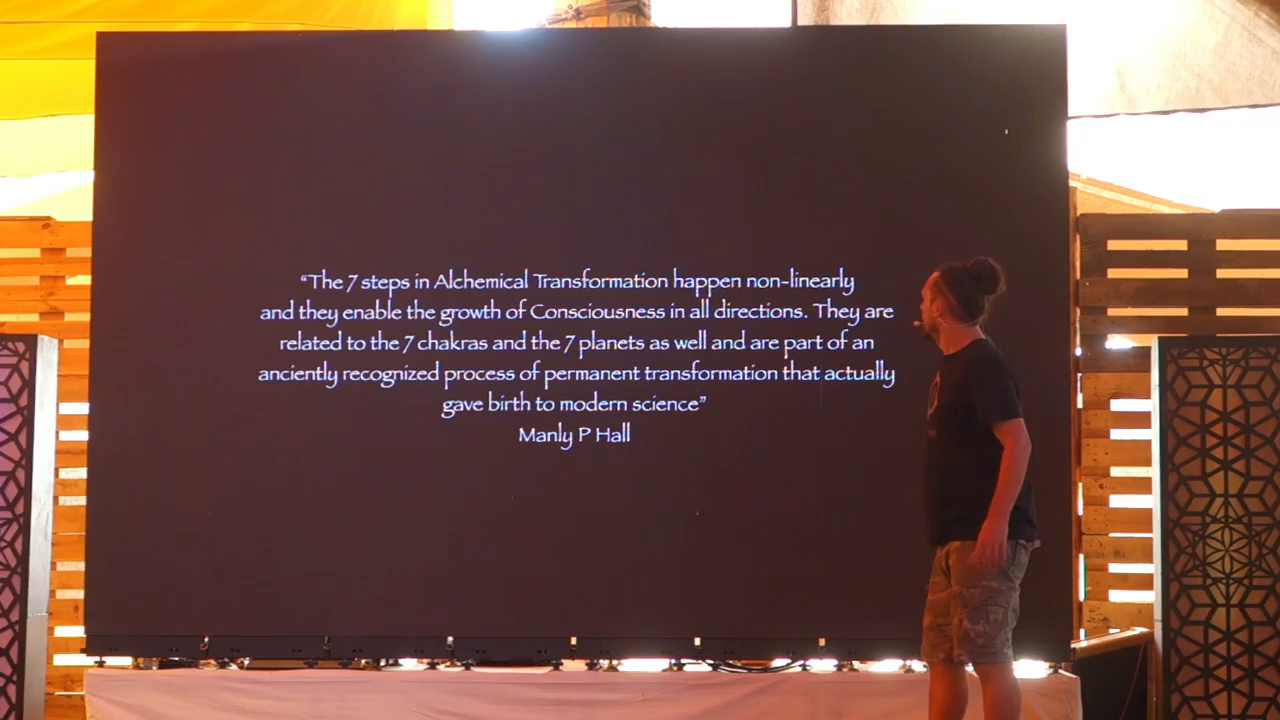 “The 7 steps in Alchemical Transformation happen non-linearly
and they enable the growth of Consciousness in all directions. They are
related to the 7 chakras and the 7 planets as well and are part of an
anciently recognized process of permanent transformation that actually
gave birth to modern science”
Manly P Hall